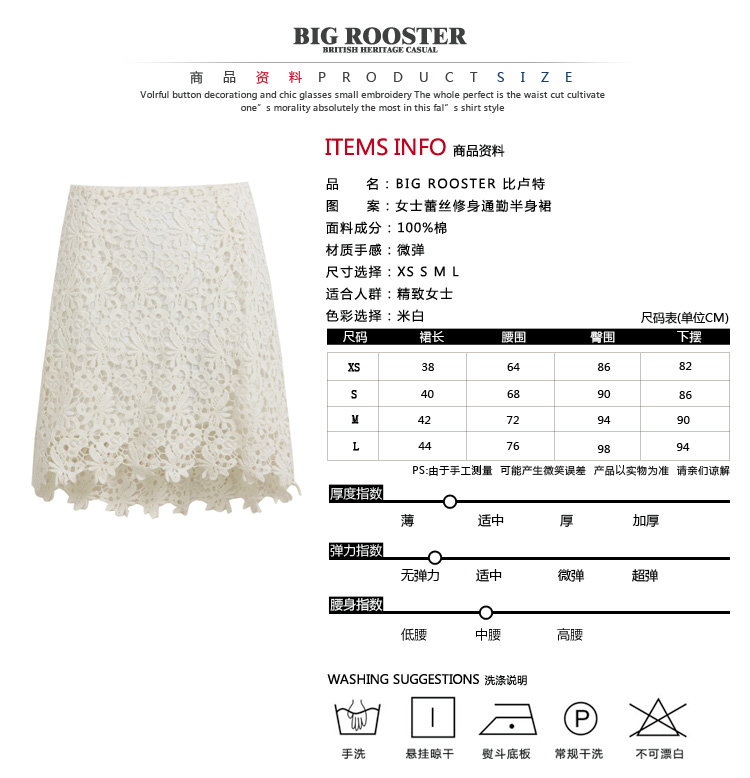 BIG ROOSTER
BRITISH HERITAGE CASUAL
商 品 资 料 P R O D U C T S I Z E
Volrful button decorationg and chic glasses small embroidery The whole perfect is the waist cut cultivate
one”s morality absolutely the most in this fal”s shirt style
ITEMS INFO 商品资料
品 名：BIG ROOSTER 比卢特
图 案：女士蕾丝修身通勤半身裙
面料成分：100%棉
材质手感：微弹
尺寸选择：XS S M L
适合人群：精致女士
色彩选择：米白
尺码表(单位CM)
尺码 裙长 腰围 臀围 下摆
XS 38 64 86 82
S 40 68 90 86
M 42 72 94 90
L 44 76 98 94
PS:由于手工测量 可能产生微笑误差 产品以实物为准 请亲们谅解
厚度指数
薄 适中 厚 加厚
弹力指数
无弹力 适中 微弹 超弹
腰身指数
低腰 中腰 高腰
WASHING SUGGESTIONS 洗涤说明
P
手洗 悬挂晾干 熨斗底板 常规干洗 不可漂白